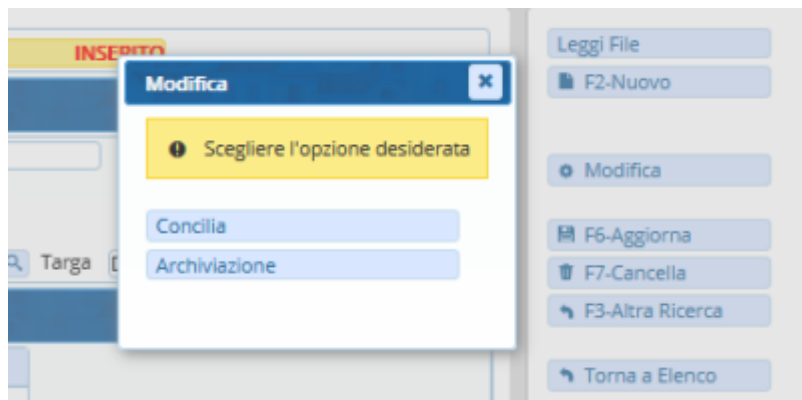 INSERITO
Modifica
Scegliere l'opzione desiderata
Concilia
Archiviazione
Targa
Leggi File
F2-Nuovo
Modifica
F6-Aggiorna
F7-Cancella
F3-Altra Ricerca
Torna a Elenco